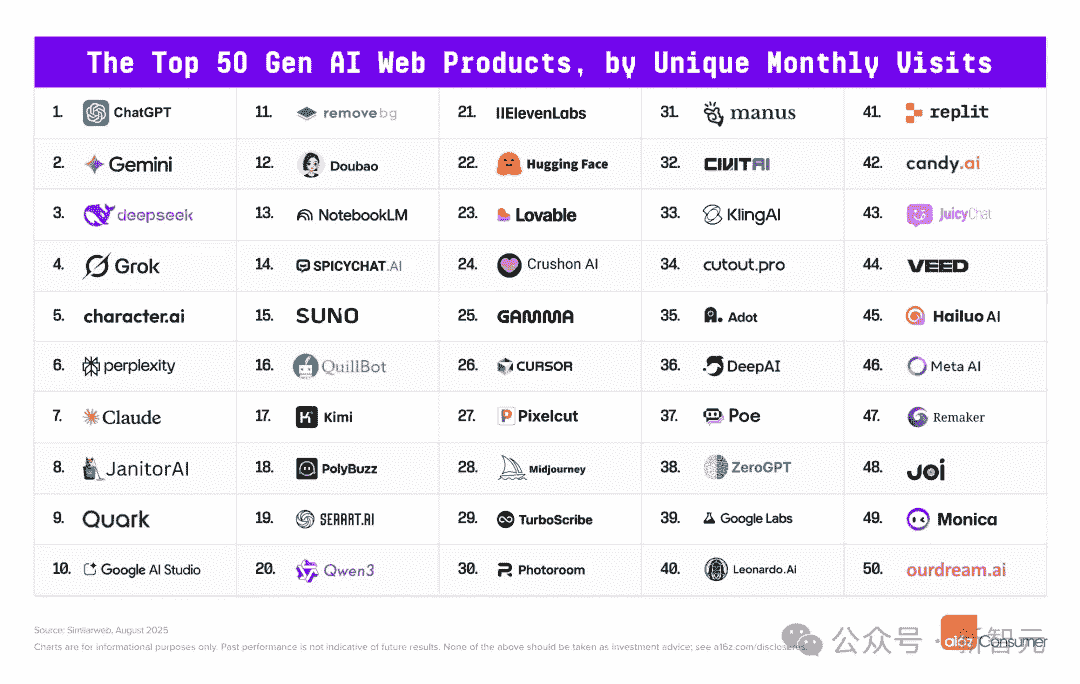 The Top 50 Gen AI Web Products, by Unique Monthly Visits
1. ChatGPT
2. Gemini
3. deepseek
4. Grok
5. character.ai
6. perplexity
7. Claude
8. JanitorAI
9. Quark
10. Google AI Studio
11. removebg
12. Doubao
13. NotebookLM
14. SPICYCHAT.AI
15. SUNO
16. QuillBot
17. Kimi
18. PolyBuzz
19. SEAART.AI
20. Qwen3
21. IIElevenLabs
22. Hugging Face
23. Lovable
24. Crushon AI
25. GAMMA
26. CURSOR
27. Pixelcut
28. Midjourney
29. TurboScribe
30. Photoroom
31. manus
32. CIVITAI
33. KlingAI
34. cutout.pro
35. Adot
36. DeepAI
37. Poe
38. ZeroGPT
39. Google Labs
40. Leonardo.Ai
41. replit
42. candy.ai
43. JuicyChat
44. VEED
45. Hailuo AI
46. Meta AI
47. Remaker
48. JOI
49. Monica
50. ourdream.ai
Source: Similarweb, August 2025
Charts are for informational purposes only. Past performance is not indicative of future results. None of the above should be taken as investment advice; see a16z.com/disclosures.
a16z Consumer
公众号 · 新智元